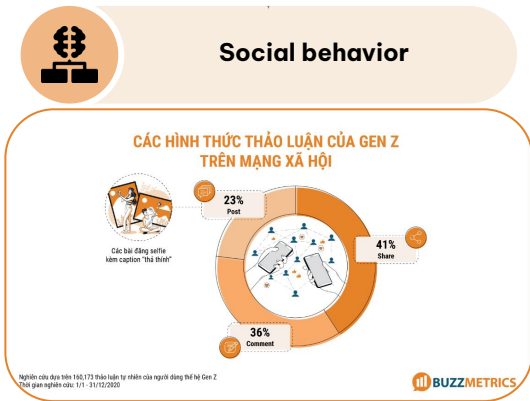 Social behavior
CÁC HÌNH THỨC THẢO LUẬN CỦA GEN Z
TRÊN MẠNG XÃ HỘI
23%
Post
Các bài đăng selfie
kèm caption "thả thính"
41%
Share
36%
Comment
Nghiên cứu dựa trên 160,173 thảo luận tự nhiên của người dùng thế hệ Gen Z
Thời gian nghiên cứu: 1/1 - 31/12/2020
BUZZMETRICS